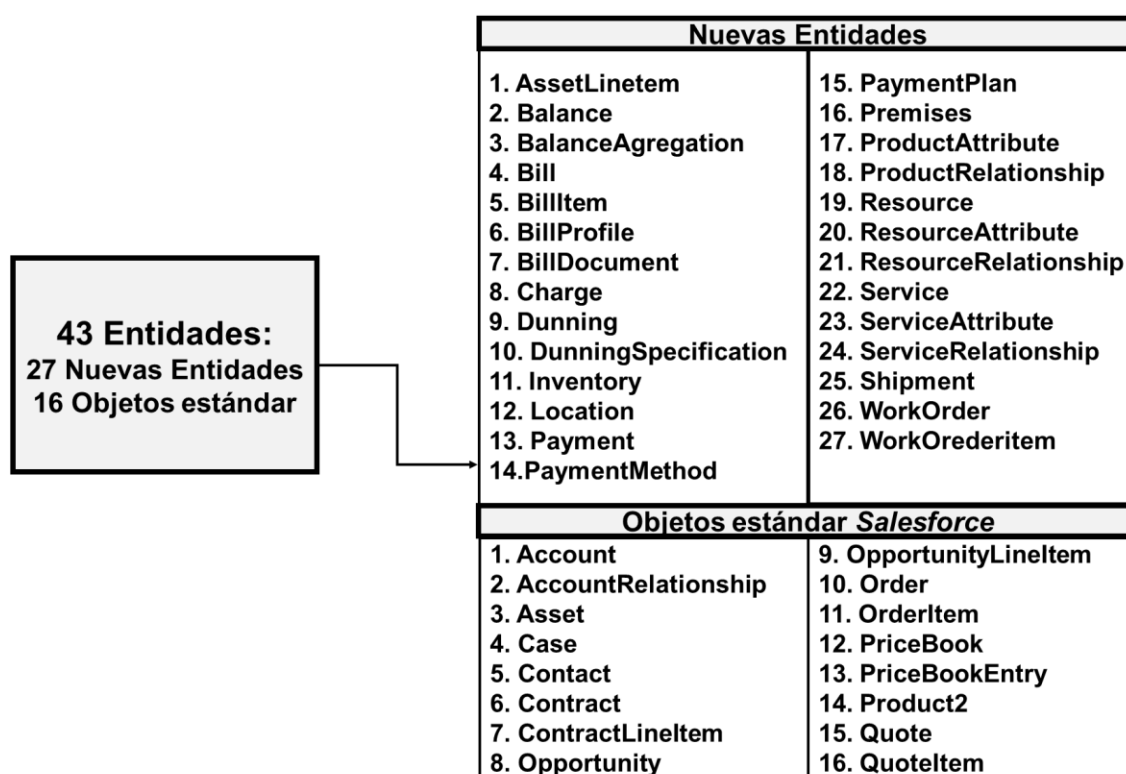 43 Entidades:
27 Nuevas Entidades
16 Objetos estándar
Nuevas Entidades
1. AssetLinetem
2. Balance
3. BalanceAgregation
4. Bill
5. BillItem
6. BillProfile
7. BillDocument
8. Charge
9. Dunning
10. DunningSpecification
11. Inventory
12. Location
13. Payment
14.PaymentMethod
15. PaymentPlan
16. Premises
17. ProductAttribute
18. ProductRelationship
19. Resource
20. ResourceAttribute
21. ResourceRelationship
22. Service
23. ServiceAttribute
24. ServiceRelationship
25. Shipment
26. WorkOrder
27. WorkOrederitem
Objetos estándar Salesforce
1. Account
2. AccountRelationship
3. Asset
4. Case
5. Contact
6. Contract
7. ContractLineItem
8. Opportunity
9. OpportunityLineItem
10. Order
11. OrderItem
12. PriceBook
13. PriceBookEntry
14. Product2
15. Quote
16. QuoteItem